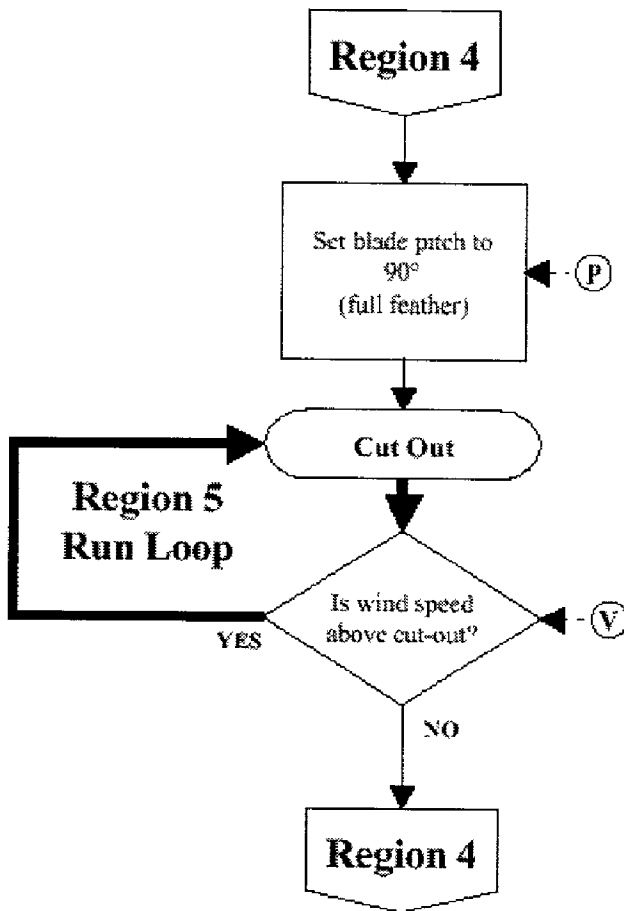 Region 4
Set blade pitch to
90°
(full feather)
P
Cut Out
Region 5
Run Loop
Is wind speed
above cut-out?
V
YES
NO
Region 4